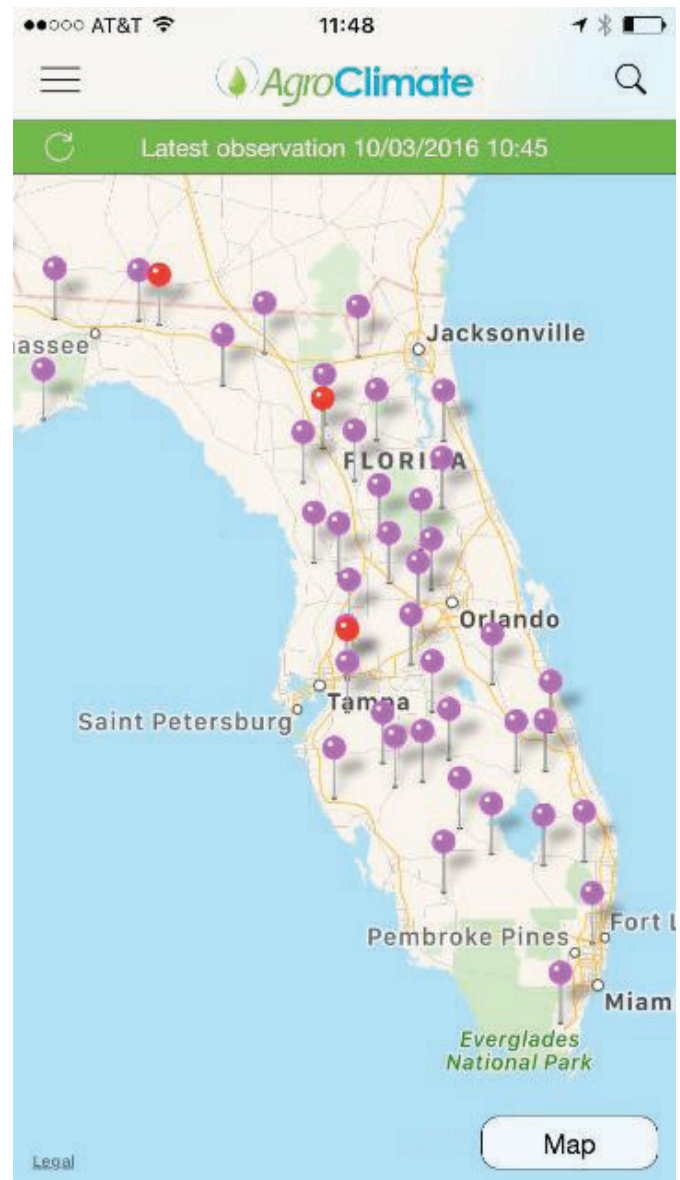 AT&T 11:48
AgroClimate
Latest observation 10/03/2016 10:45
Jacksonville
assee
FLORIDA
Orlando
Tampa
Saint Petersburg
Fort L
Pembroke Pines
Miam
Everglades
National Park
Map
Legal